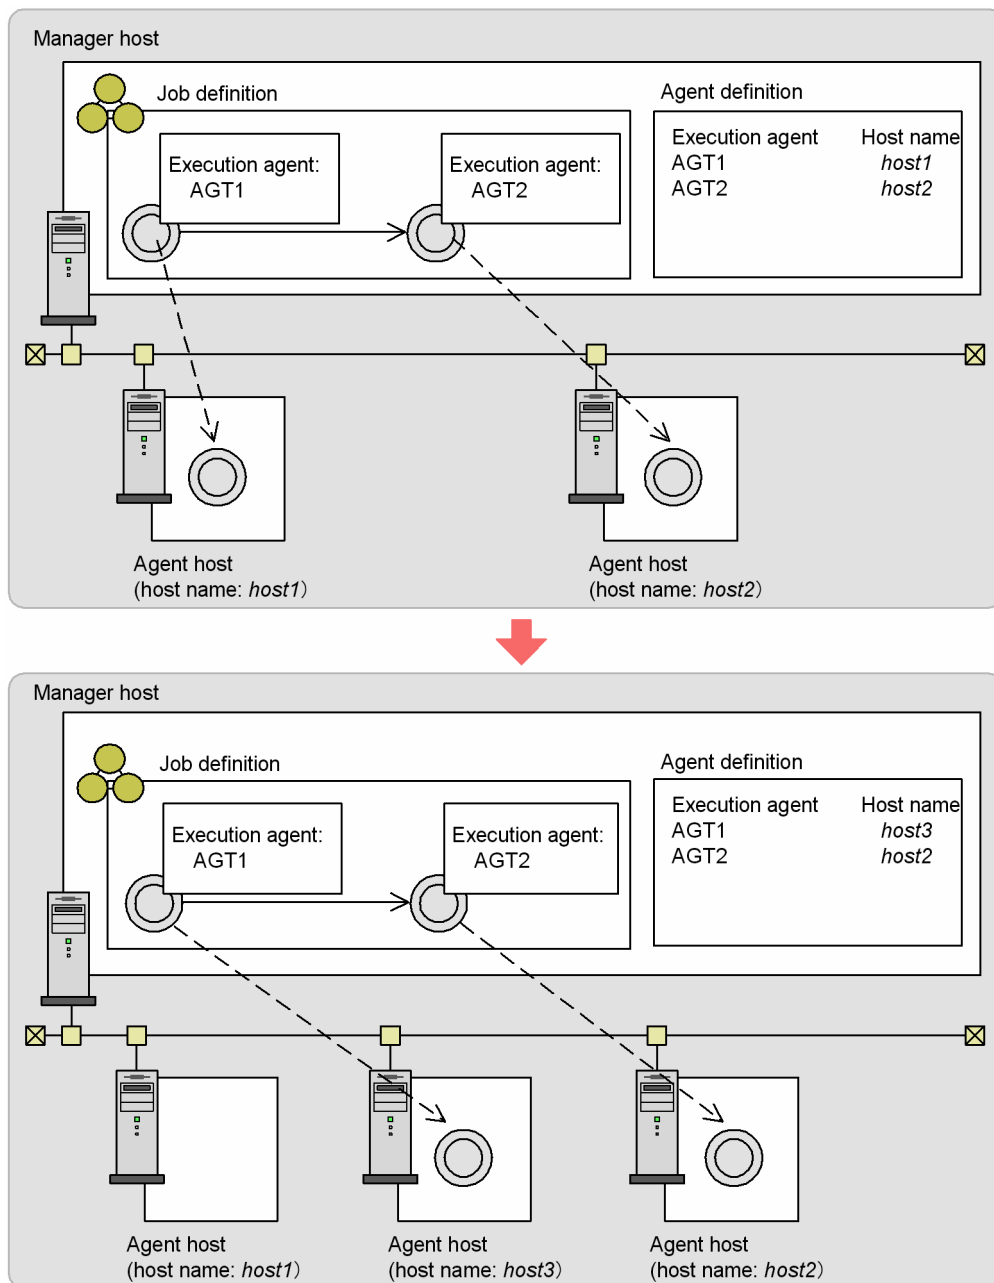 Manager host
Job definition
Agent definition
Execution agent:
AGT1
Execution agent:
AGT2
Execution agent Host name
AGT1 host1
AGT2 host2
Agent host
(host name: host1)
Agent host
(host name: host2)
Manager host
Job definition
Agent definition
Execution agent:
AGT1
Execution agent:
AGT2
Execution agent Host name
AGT1 host3
AGT2 host2
Agent host
(host name: host1)
Agent host
(host name: host3)
Agent host
(host name: host2)